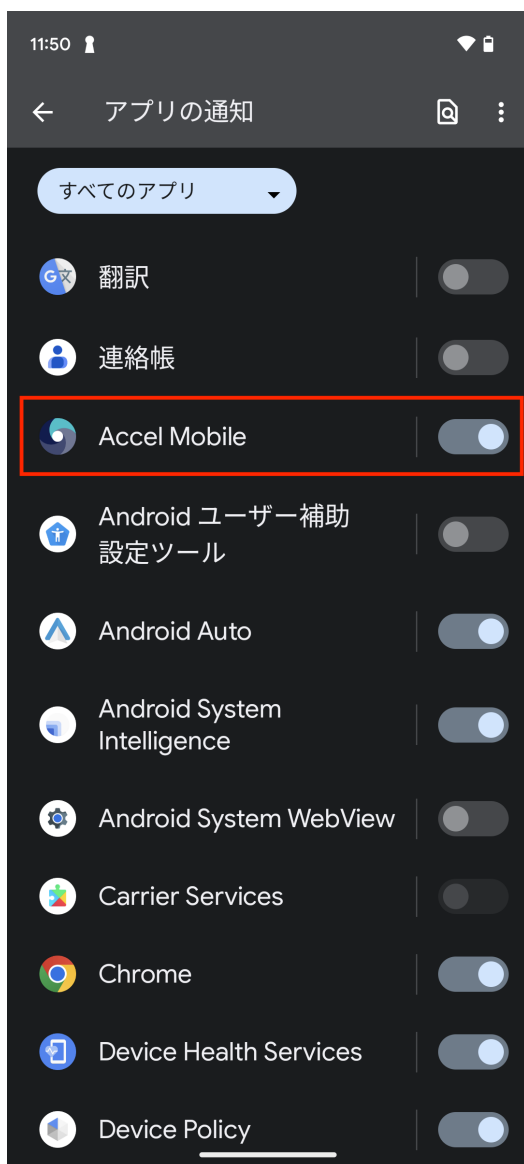 11:50
アプリの通知
すべてのアプリ
翻訳
連絡帳
Accel Mobile
Android ユーザー補助
設定ツール
Android Auto
Android System
Intelligence
Android System WebView
Carrier Services
Chrome
Device Health Services
Device Policy